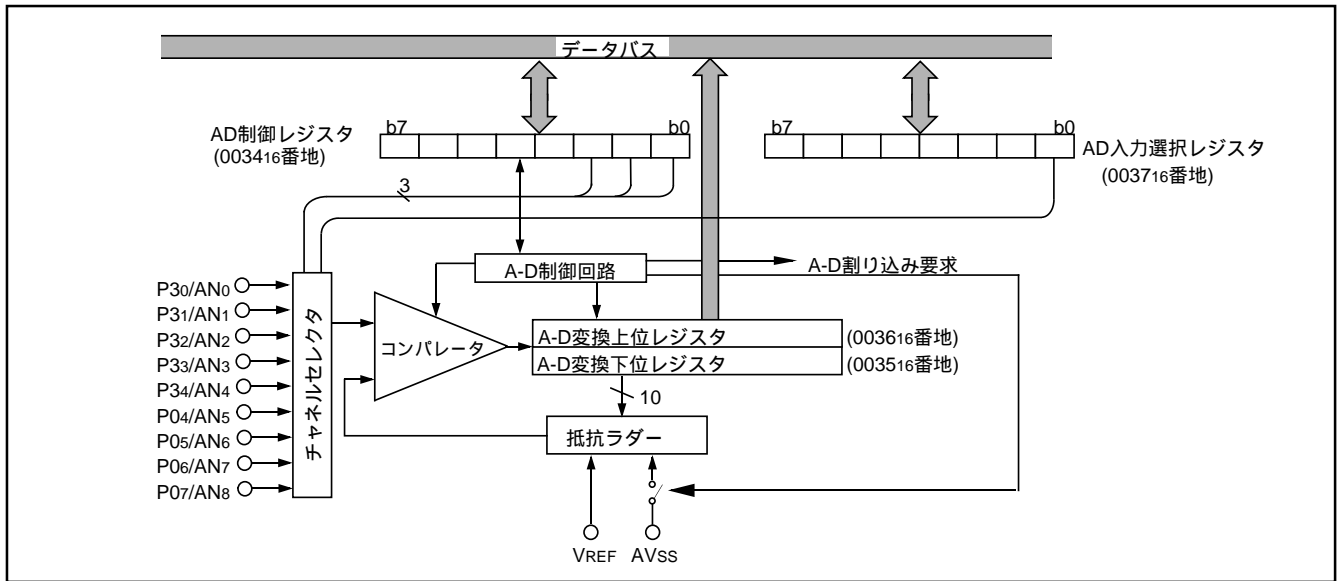 データバス
b7
b0
AD制御レジスタ
(003416番地)
b7
b0
AD入力選択レジスタ
(003716番地)
3
A-D制御回路
A-D割り込み要求
P30/AN0
P31/AN1
P32/AN2
P33/AN3
P34/AN4
P04/AN5
P05/AN6
P06/AN7
P07/AN8
チャネルセレクタ
コンパレータ
A-D変換上位レジスタ
(003616番地)
A-D変換下位レジスタ
(003516番地)
10
抵抗ラダー
VREF
AVSS